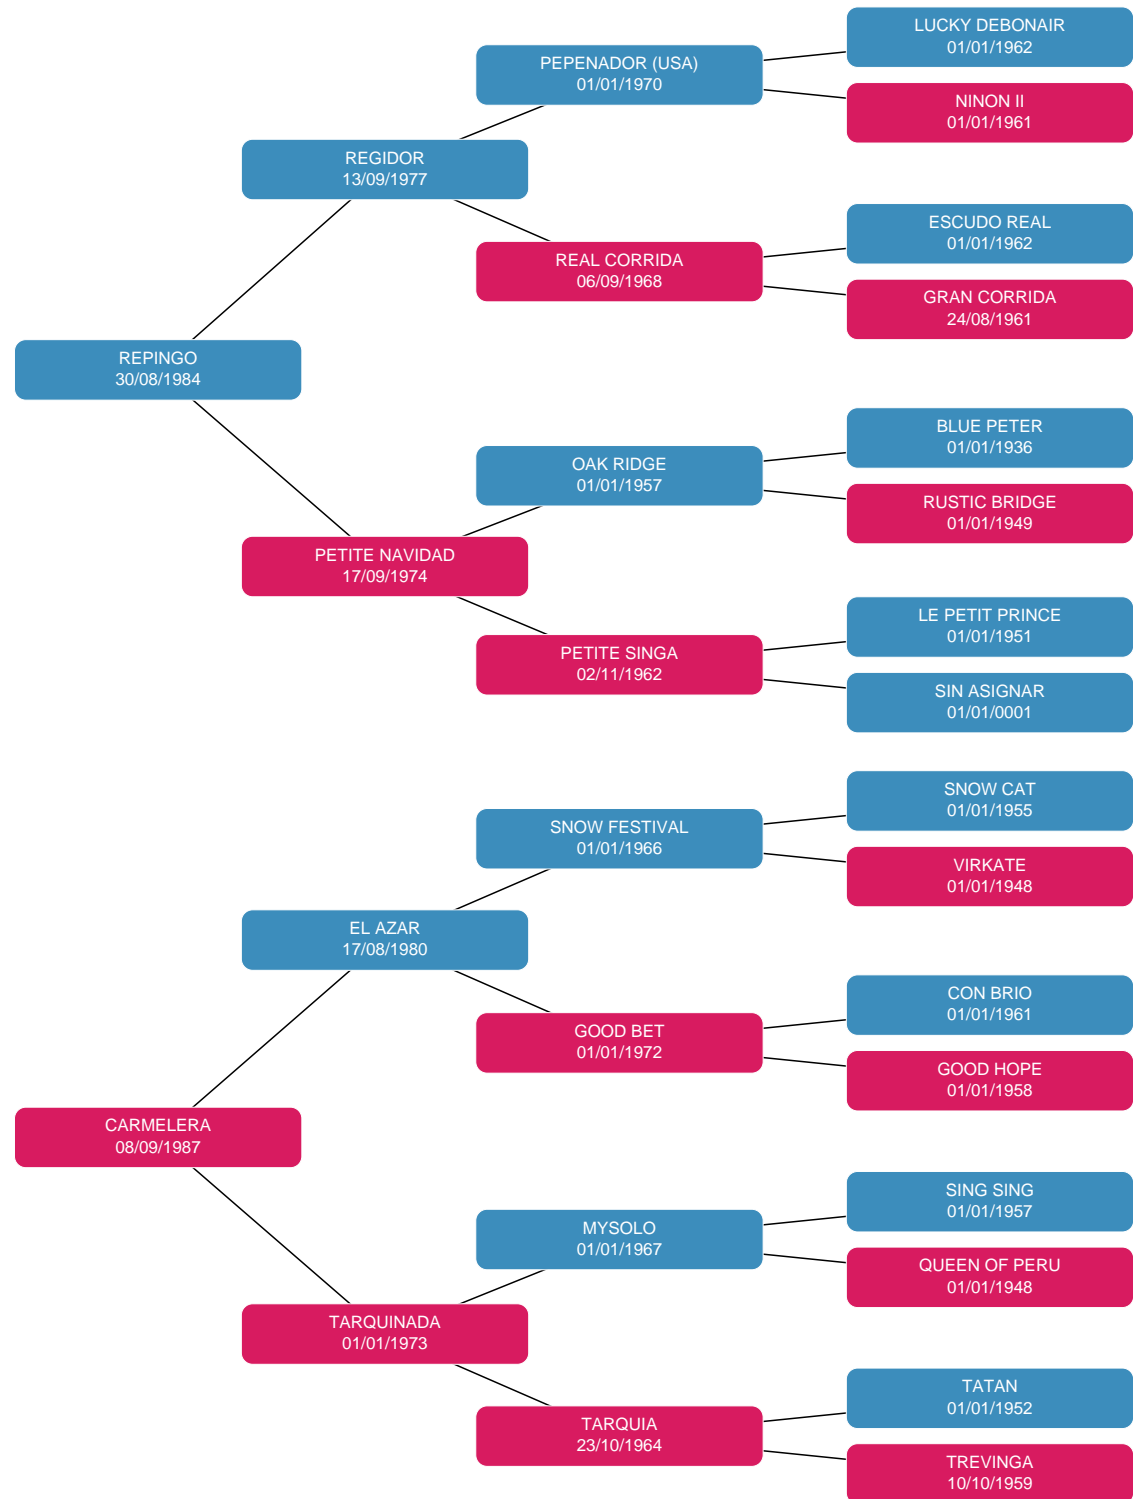 LUCKY DEBONAIR
01/01/1962
PEPENADOR (USA)
01/01/1970
NINON II
01/01/1961
REGIDOR
13/09/1977
ESCUDO REAL
01/01/1962
REAL CORRIDA
06/09/1968
GRAN CORRIDA
24/08/1961
REPINGO
30/08/1984
BLUE PETER
01/01/1936
OAK RIDGE
01/01/1957
RUSTIC BRIDGE
01/01/1949
PETITE NAVIDAD
17/09/1974
LE PETIT PRINCE
01/01/1951
PETITE SINGA
02/11/1962
SIN ASIGNAR
01/01/0001
SNOW CAT
01/01/1955
SNOW FESTIVAL
01/01/1966
VIRKATE
01/01/1948
EL AZAR
17/08/1980
CON BRIO
01/01/1961
GOOD BET
01/01/1972
GOOD HOPE
01/01/1958
CARMELERA
08/09/1987
SING SING
01/01/1957
MYSOLO
01/01/1967
QUEEN OF PERU
01/01/1948
TARQUINADA
01/01/1973
TATAN
01/01/1952
TARQUIA
23/10/1964
TREVINGA
10/10/1959